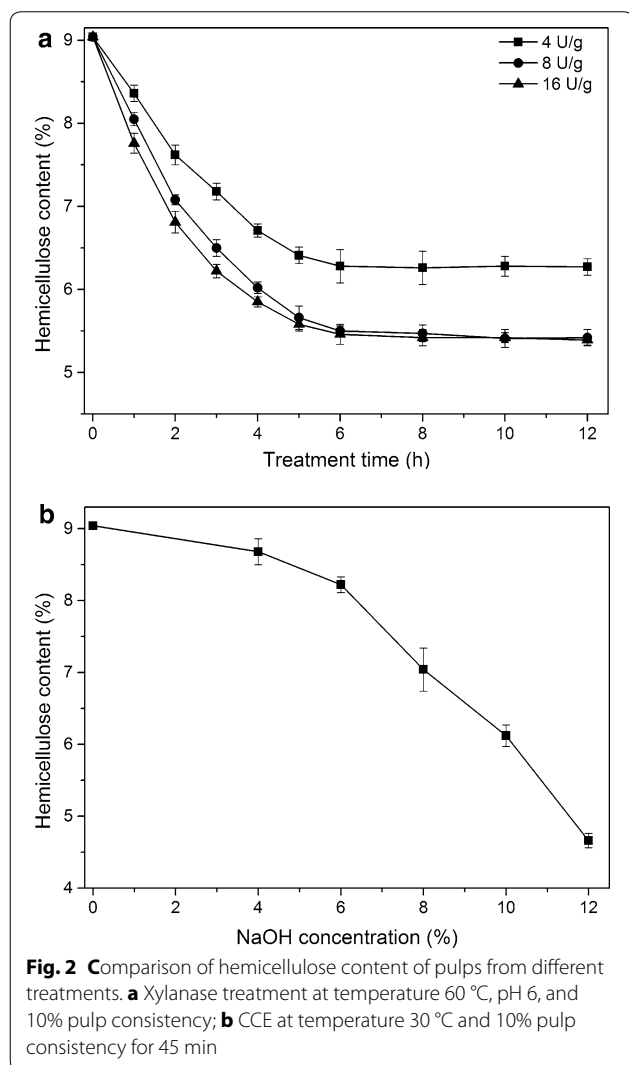 a
4 U/g
8 U/g
16 U/g
9
8
7
6
5
Hemicellulose content (%)
0 2 4 6 8 10 12
Treatment time (h)
b
9
8
7
6
5
4
Hemicellulose content (%)
0 2 4 6 8 10 12
NaOH concentration (%)
Fig. 2 Comparison of hemicellulose content of pulps from different
treatments. a Xylanase treatment at temperature 60 °C, pH 6, and
10% pulp consistency; b CCE at temperature 30 °C and 10% pulp
consistency for 45 min